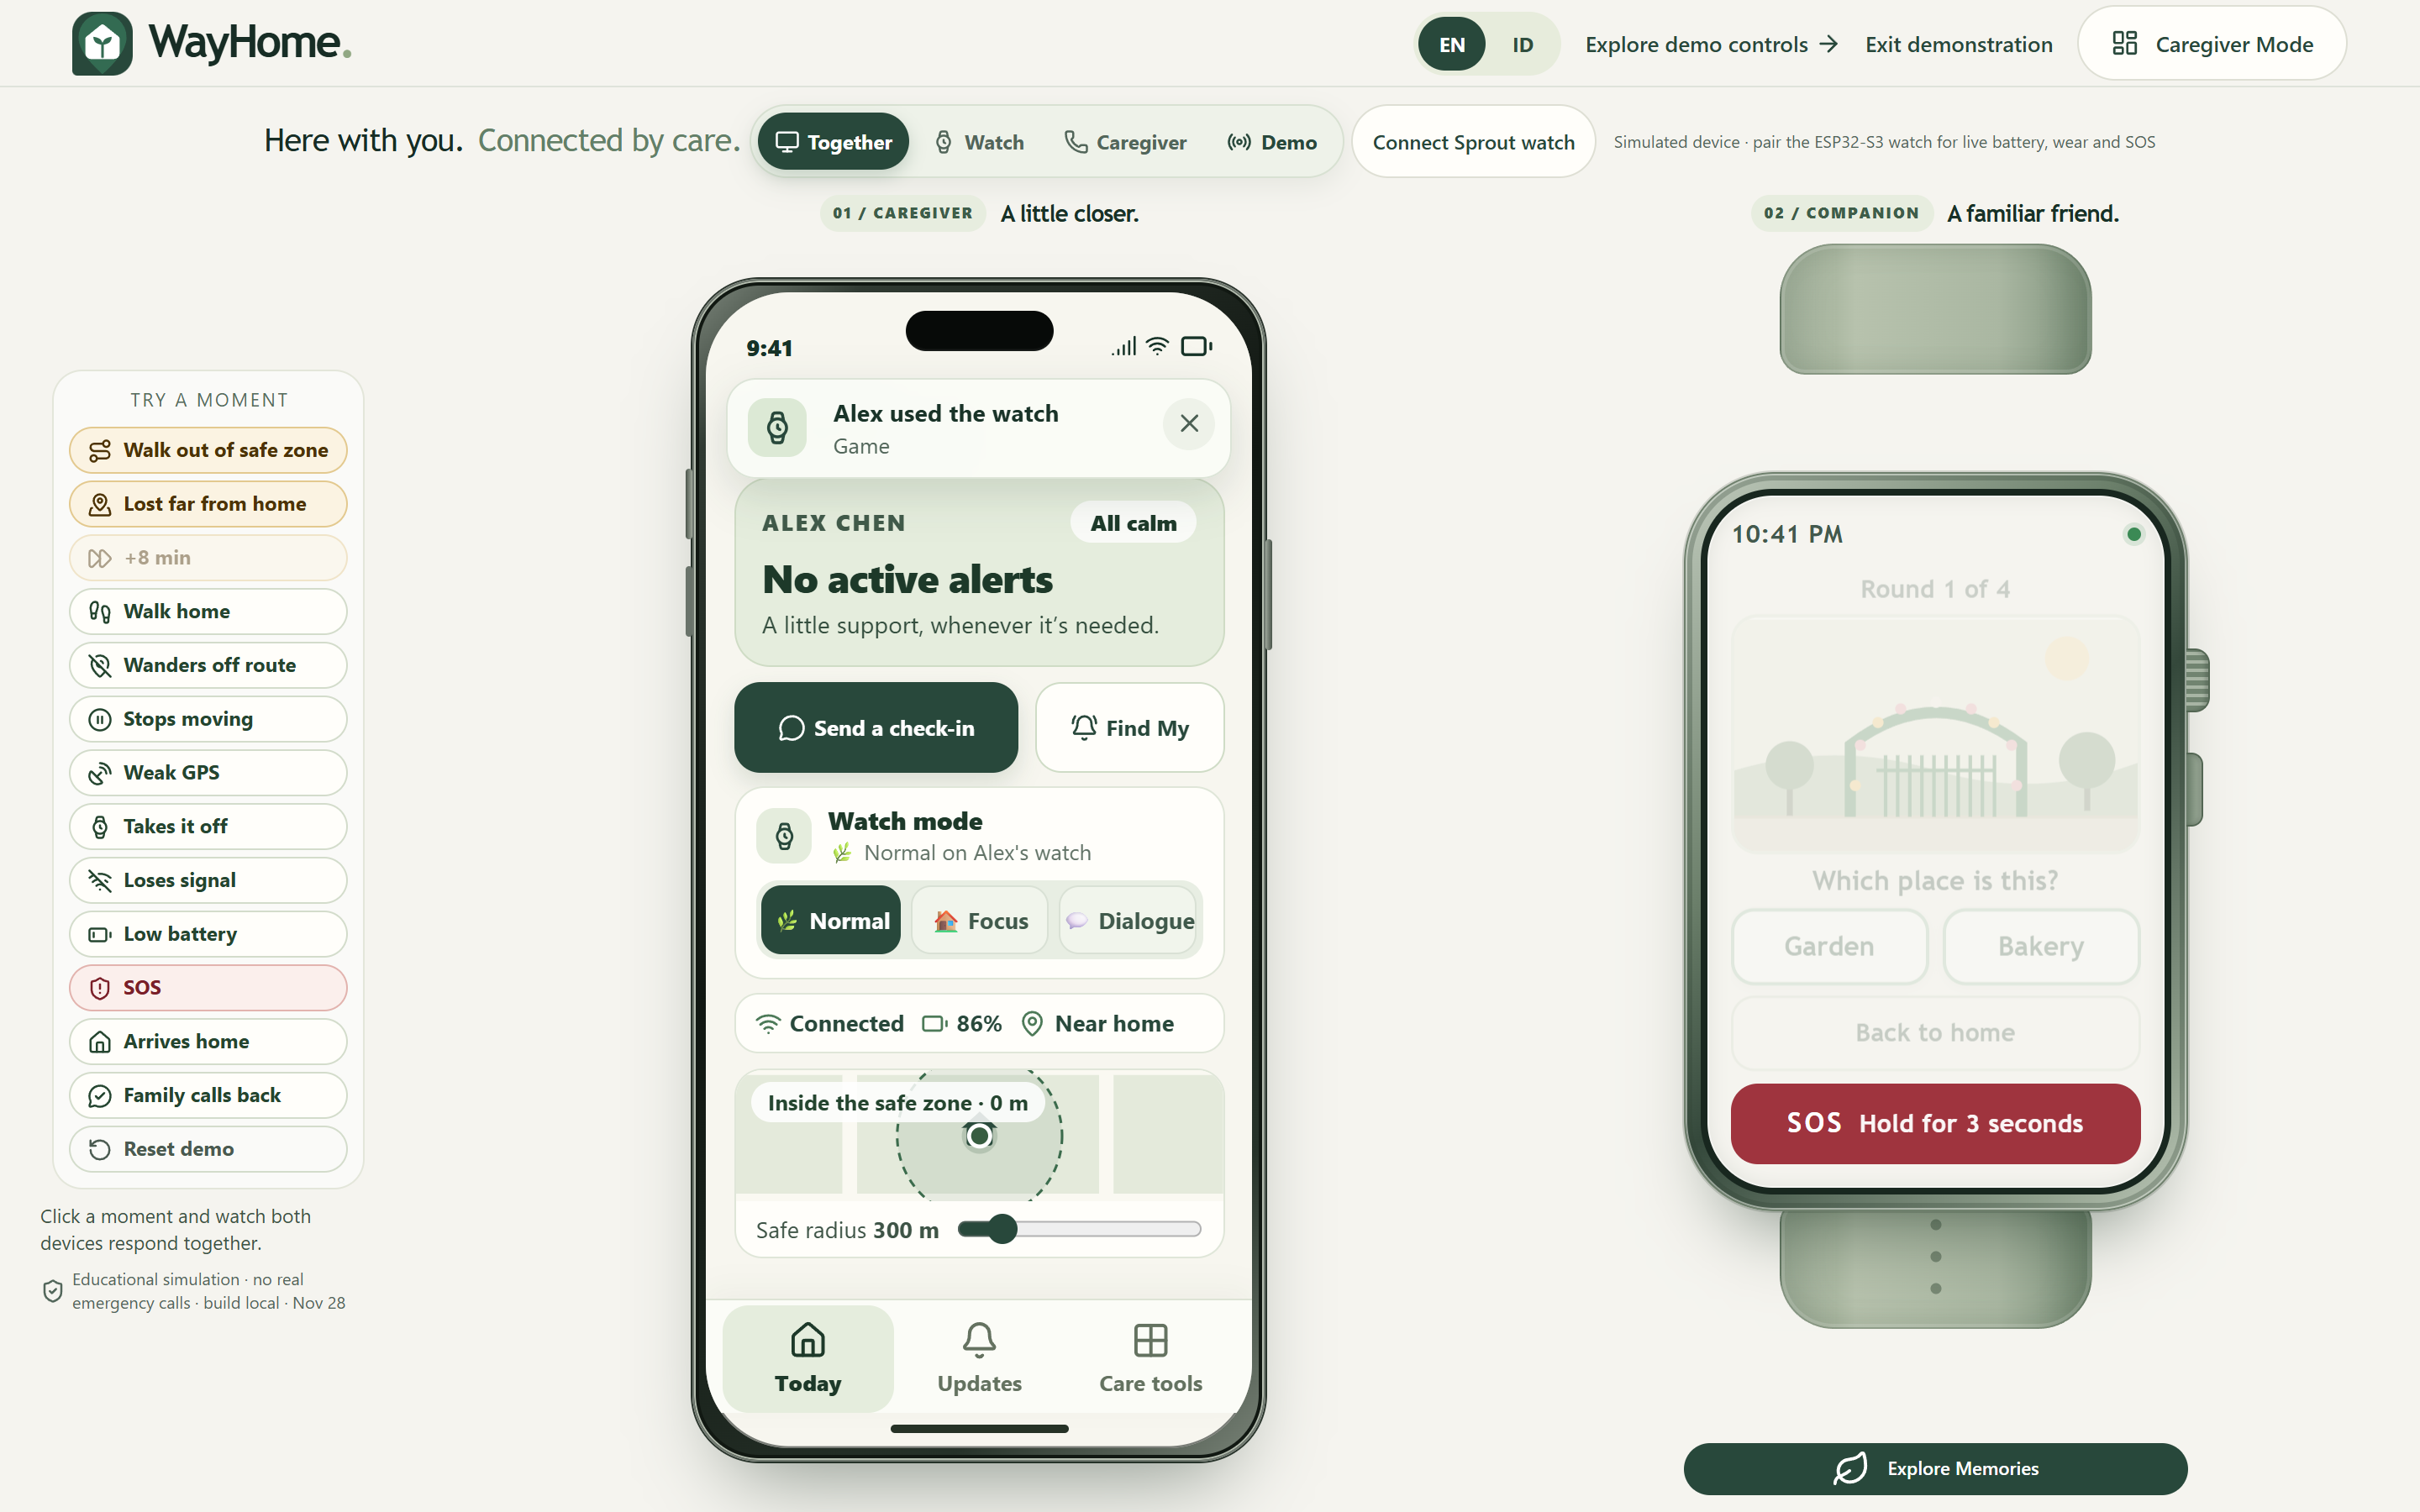 WayHome.
EN ID Explore demo controls → Exit demonstration Caregiver Mode
Here with you. Connected by care. Together Watch Caregiver Demo Connect Sprout watch Simulated device · pair the ESP32-S3 watch for live battery, wear and SOS
01 / CAREGIVER A little closer.
02 / COMPANION A familiar friend.
TRY A MOMENT
Walk out of safe zone
Lost far from home
+8 min
Walk home
Wanders off route
Stops moving
Weak GPS
Takes it off
Loses signal
Low battery
SOS
Arrives home
Family calls back
Reset demo
Click a moment and watch both
devices respond together.
Educational simulation · no real
emergency calls · build local · Nov 28
9:41
Alex used the watch
Game
ALEX CHEN All calm
No active alerts
A little support, whenever it’s needed.
Send a check-in Find My
Watch mode
Normal on Alex's watch
Normal Focus Dialogue
Connected 86% Near home
Inside the safe zone · 0 m
Safe radius 300 m
Today Updates Care tools
10:41 PM
Round 1 of 4
Which place is this?
Garden Bakery
Back to home
SOS Hold for 3 seconds
Explore Memories